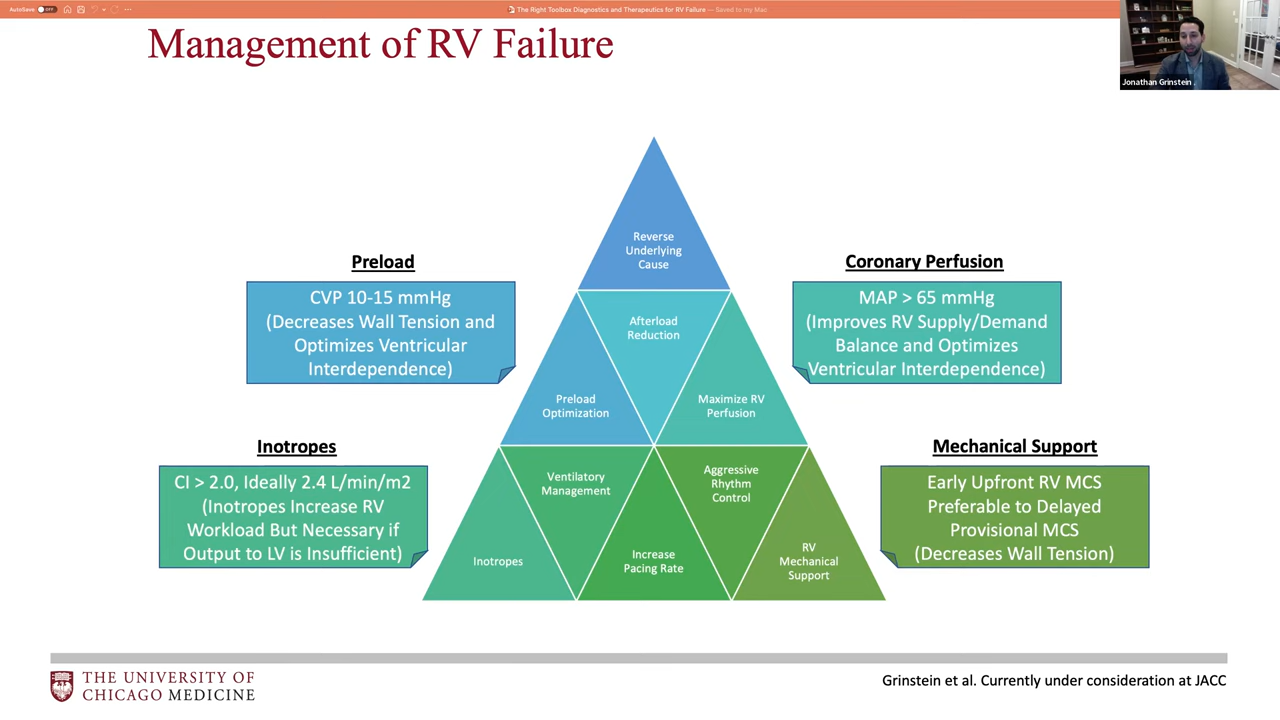 AutoSave OFF
The Right Toolbox Diagnostics and Therapeutics for RV Failure — Saved to my Mac
Management of RV Failure
Jonathan Grinstein
Reverse
Underlying
Cause
Preload
CVP 10-15 mmHg
(Decreases Wall Tension and
Optimizes Ventricular
Interdependence)
Afterload
Reduction
Coronary Perfusion
MAP > 65 mmHg
(Improves RV Supply/Demand
Balance and Optimizes
Ventricular Interdependence)
Preload
Optimization
Maximize RV
Perfusion
Inotropes
CI > 2.0, Ideally 2.4 L/min/m2
(Inotropes Increase RV
Workload But Necessary if
Output to LV is Insufficient)
Ventilatory
Management
Aggressive
Rhythm
Control
Mechanical Support
Early Upfront RV MCS
Preferable to Delayed
Provisional MCS
(Decreases Wall Tension)
Inotropes
Increase
Pacing Rate
RV
Mechanical
Support
THE UNIVERSITY OF
CHICAGO MEDICINE
Grinstein et al. Currently under consideration at JACC